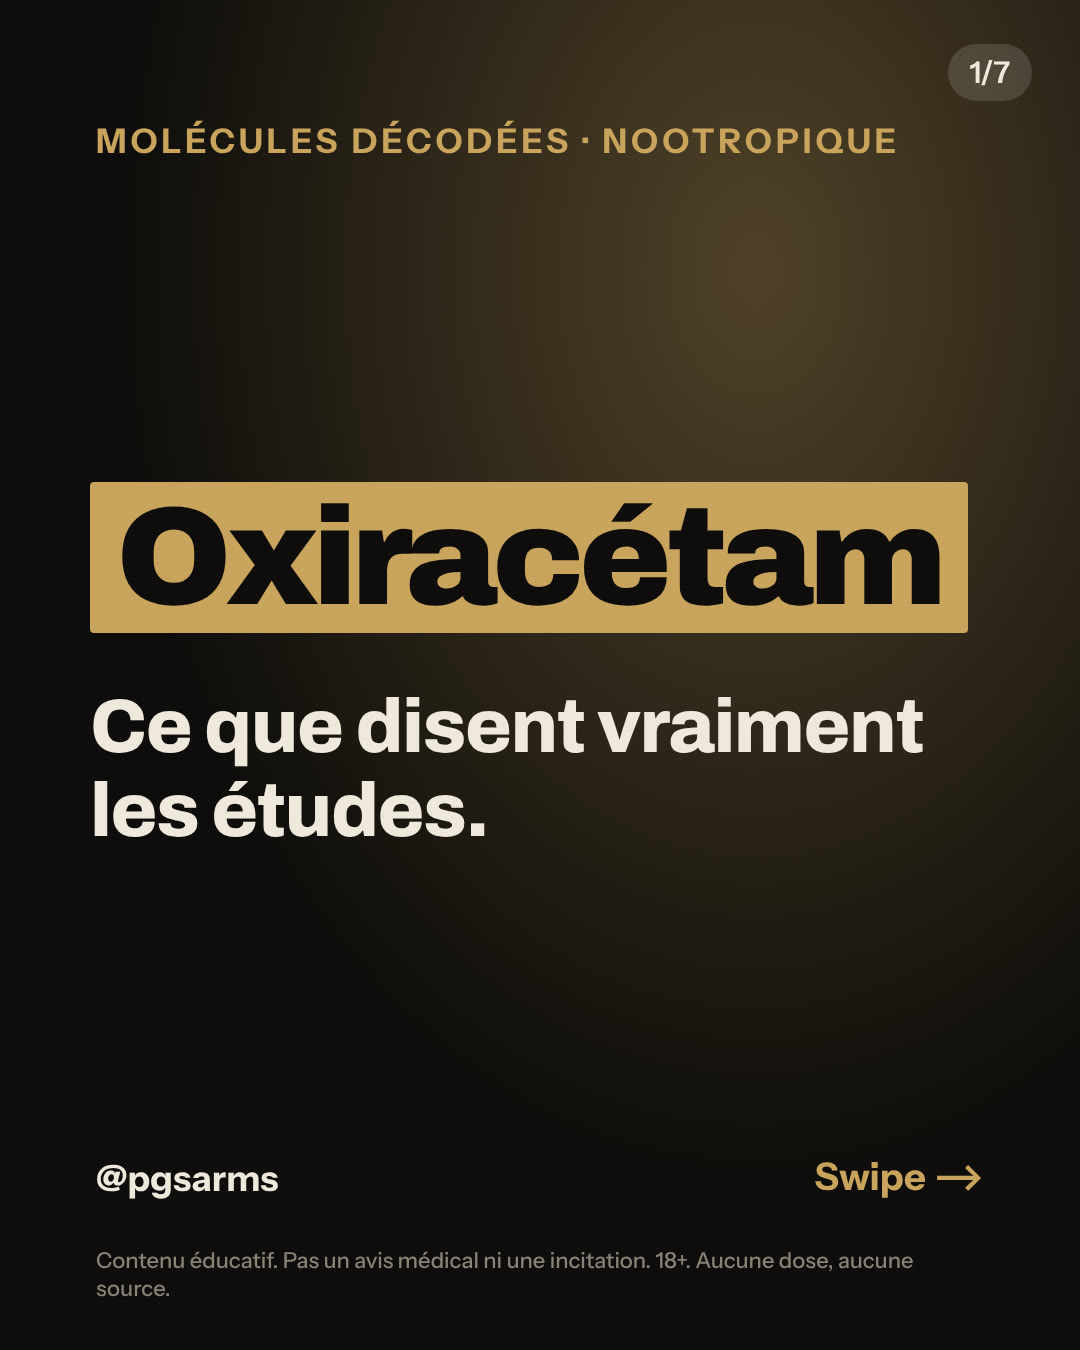 1/7
MOLÉCULES DÉCODÉES · NOOTROPIQUE
Oxiracétam
Ce que disent vraiment
les études.
@pgsarms
Swipe →
Contenu éducatif. Pas un avis médical ni une incitation. 18+. Aucune dose, aucune
source.